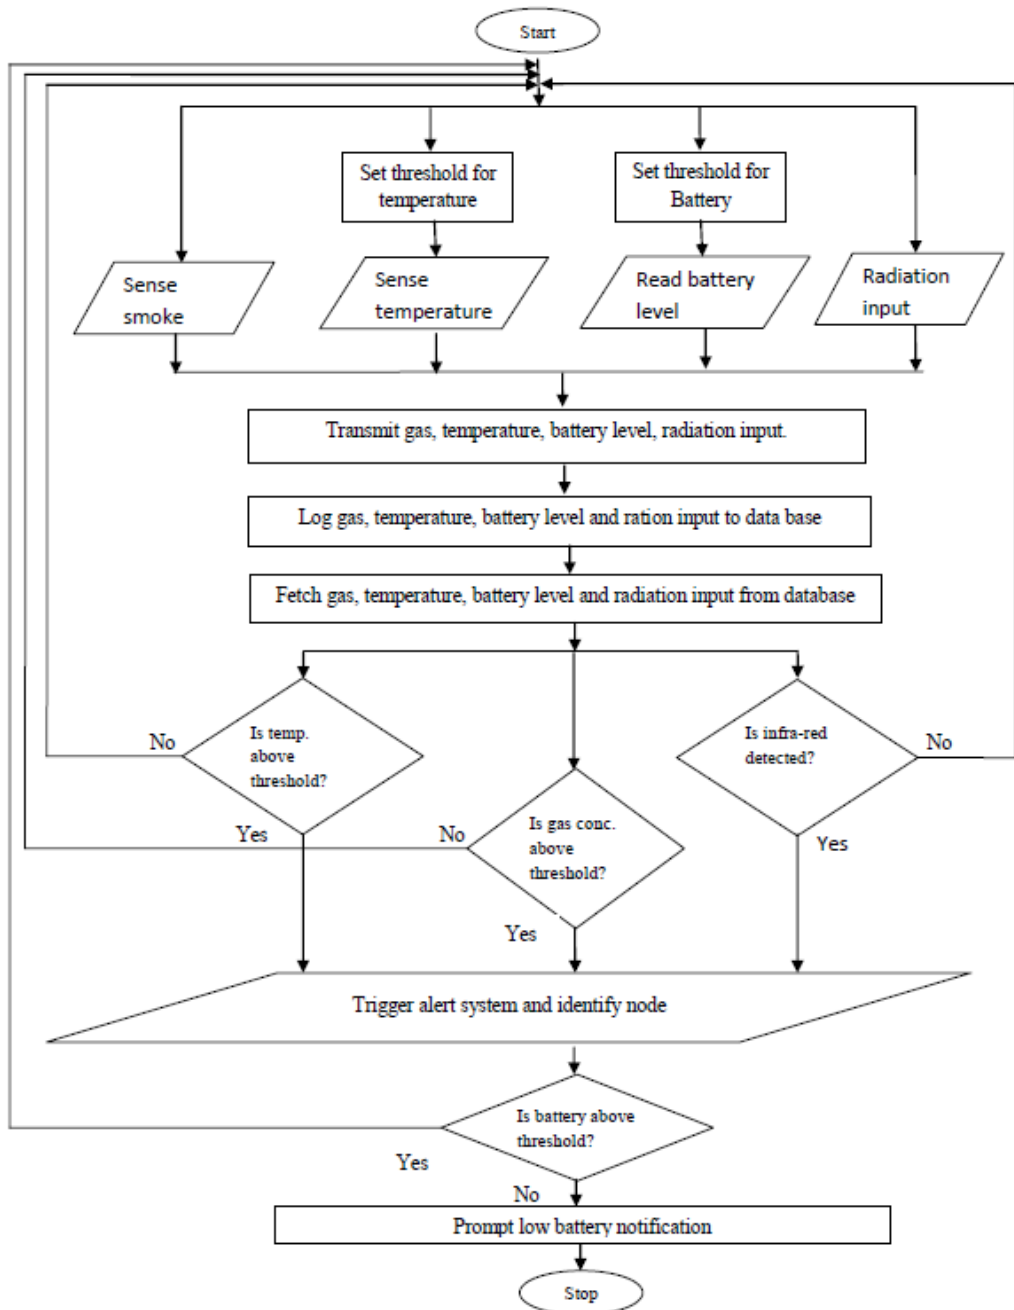 Start
Set threshold for
temperature
Set threshold for
Battery
Sense
smoke
Sense
temperature
Read battery
level
Radiation
input
Transmit gas, temperature, battery level, radiation input.
Log gas, temperature, battery level and ration input to data base
Fetch gas, temperature, battery level and radiation input from database
No
Is temp.
above
threshold?
Is infra-red
detected?
No
Yes
No
Is gas conc.
above
threshold?
Yes
Yes
Trigger alert system and identify node
Is battery above
threshold?
Yes
No
Prompt low battery notification
Stop